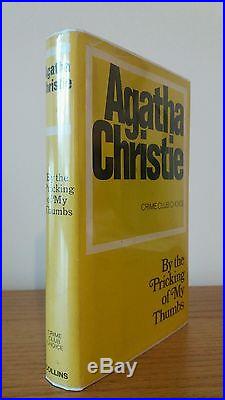 Agatha
Christie
By the
Pricking
of My
Thumbs
CRIME
CLUB
CHOICE
COLLINS
Agatha
Christie
CRIME CLUB CHOICE
By the
Pricking
of My
Thumbs